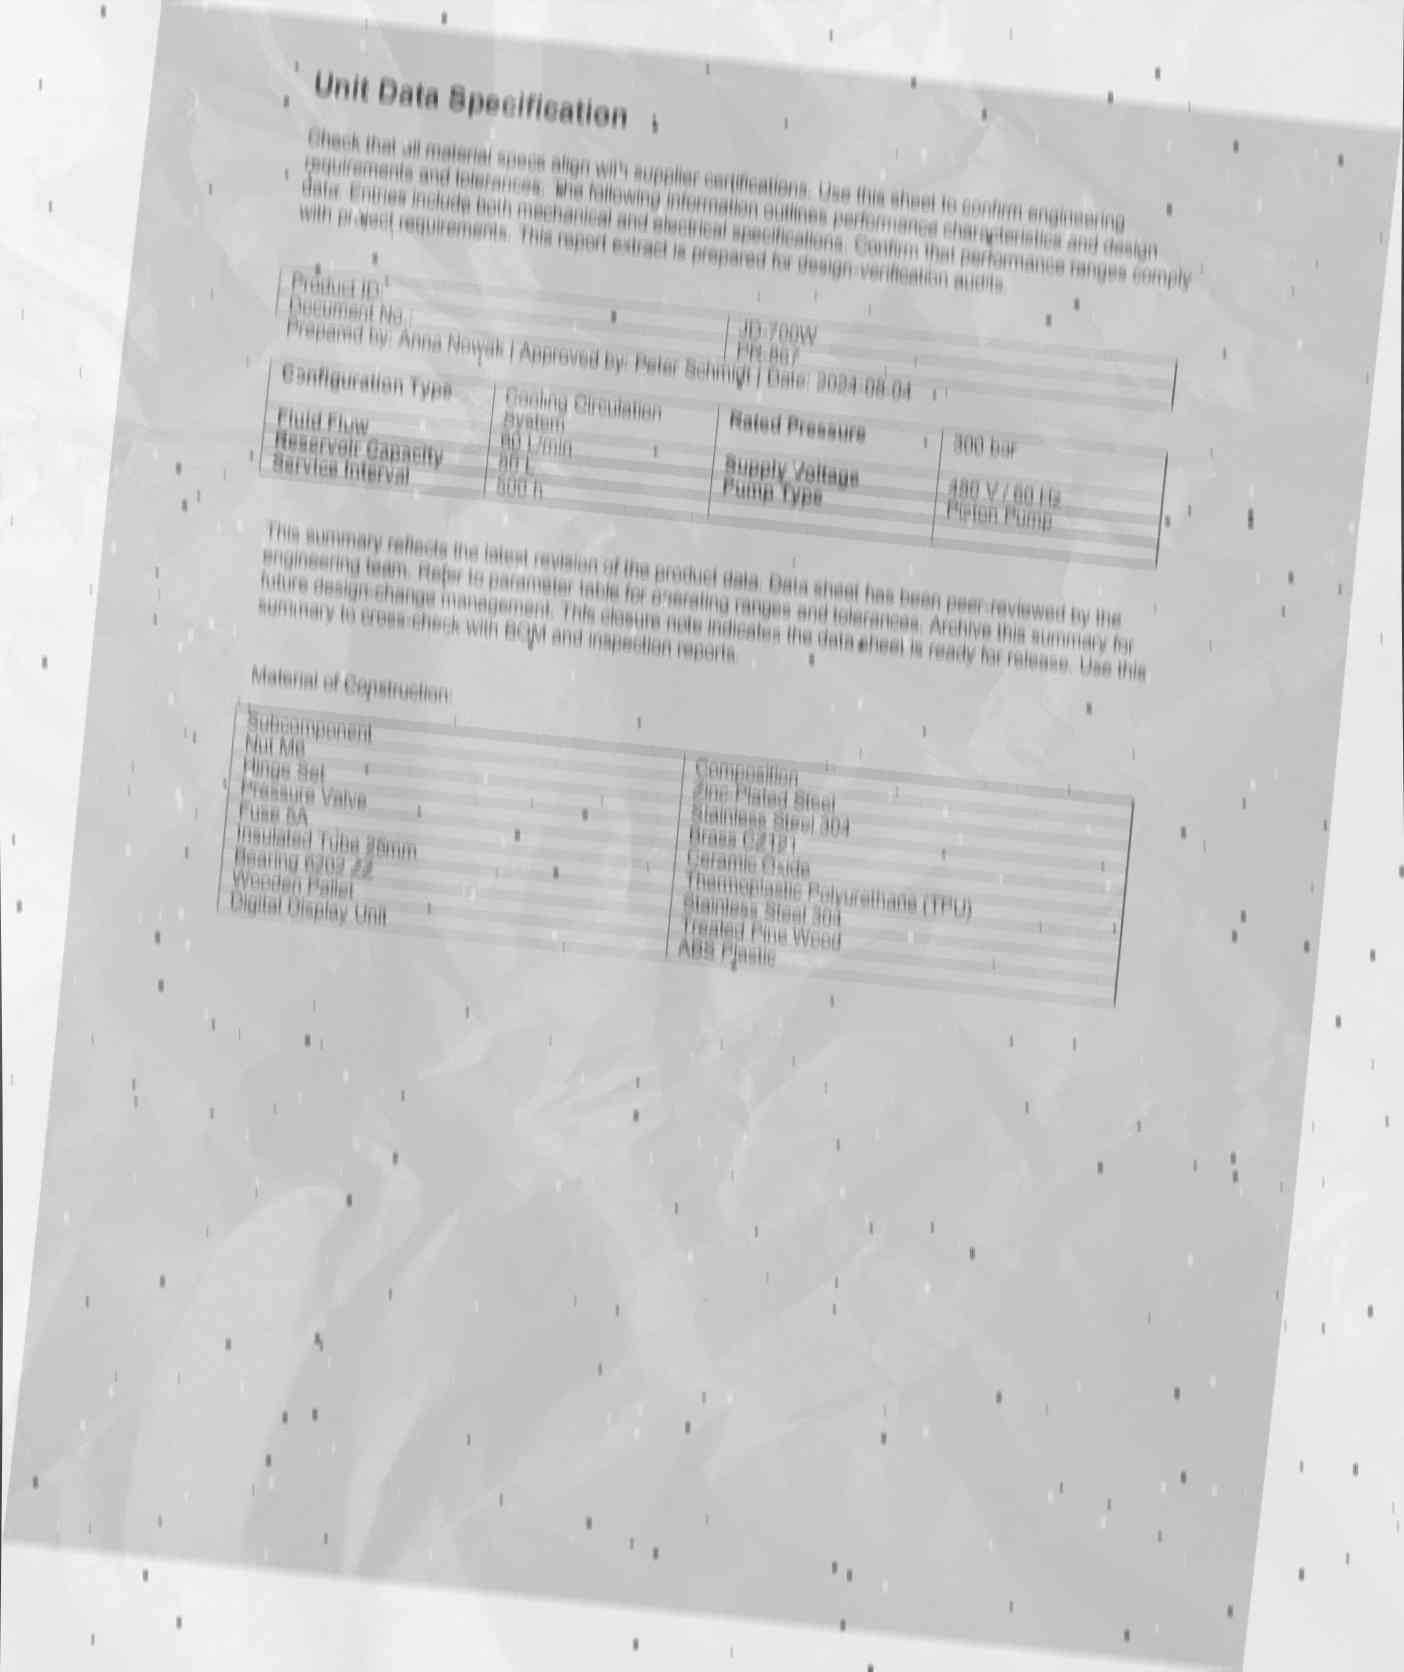 Unit Data Specification
Check that all material specs align with supplier certifications. Use this sheet to confirm engineering
requirements and tolerances. The following information outlines performance characteristics and design
data. Entries include both mechanical and electrical specifications. Confirm that performance ranges comply
with project requirements. This report extract is prepared for design-verification audits.
Product ID: JD-700W
Document No.:
Prepared by: Anna Nowak | Approved by: Peter Schmidt | Date: 2024-08-04
Configuration Type Cooling Circulation System Rated Pressure 300 bar
Fluid Flow L/min Supply Voltage 480 V / 60 Hz
Reservoir Capacity L Pump Type Piston Pump
Service Interval h
This summary reflects the latest revision of the product data. Data sheet has been peer-reviewed by the
engineering team. Refer to parameter table for operating ranges and tolerances. Archive this summary for
future design-change management. This closure note indicates the data sheet is ready for release. Use this
summary to cross-check with BOM and inspection reports.
Material of Construction:
Subcomponent Composition
Nut Zinc Plated Steel
Hinge Set Stainless Steel 304
Pressure Valve Brass
Fuse 5A Ceramic Oxide
Insulated Tube Thermoplastic Polyurethane (TPU)
Bearing 6202 ZZ Stainless Steel 304
Wooden Pallet Treated Pine Wood
Digital Display Unit ABS Plastic